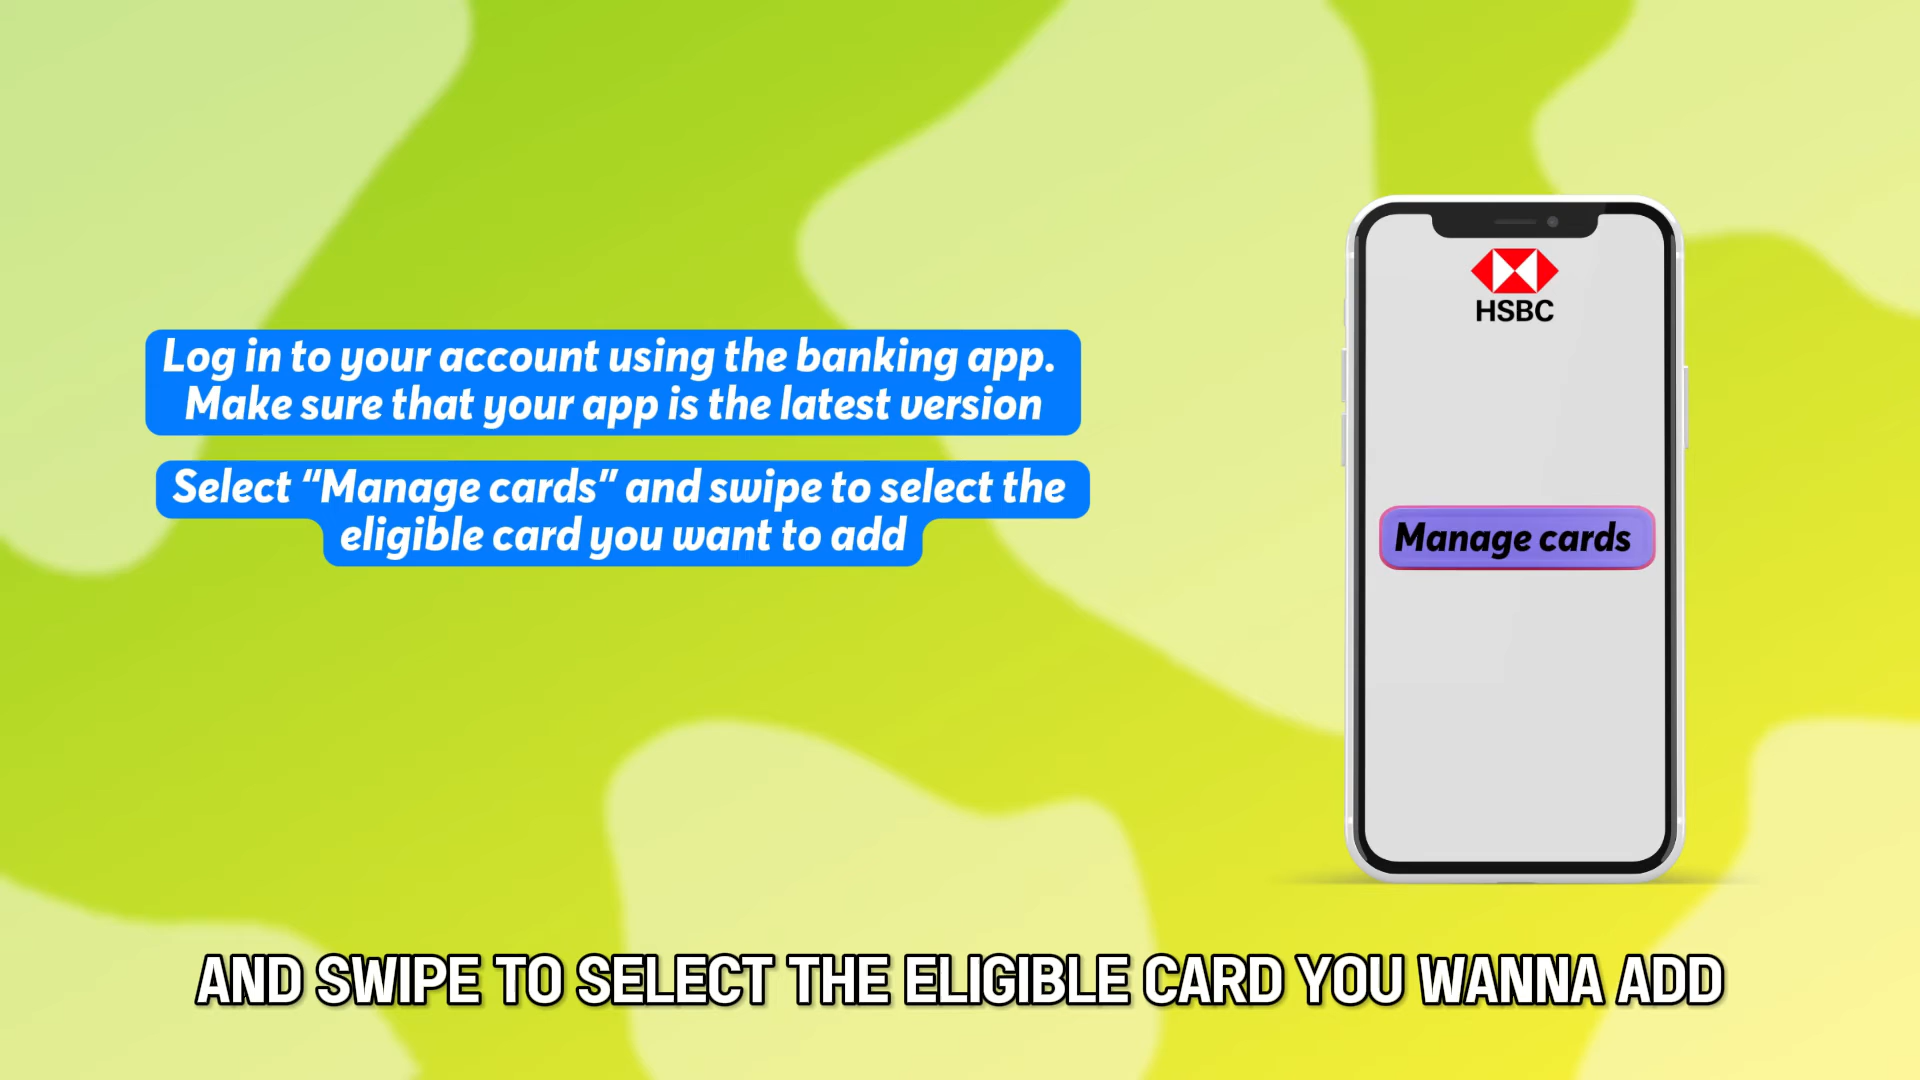 Log in to your account using the banking app.
Make sure that your app is the latest version
Select “Manage cards” and swipe to select the
eligible card you want to add
HSBC
Manage cards
AND SWIPE TO SELECT THE ELIGIBLE CARD YOU WANNA ADD